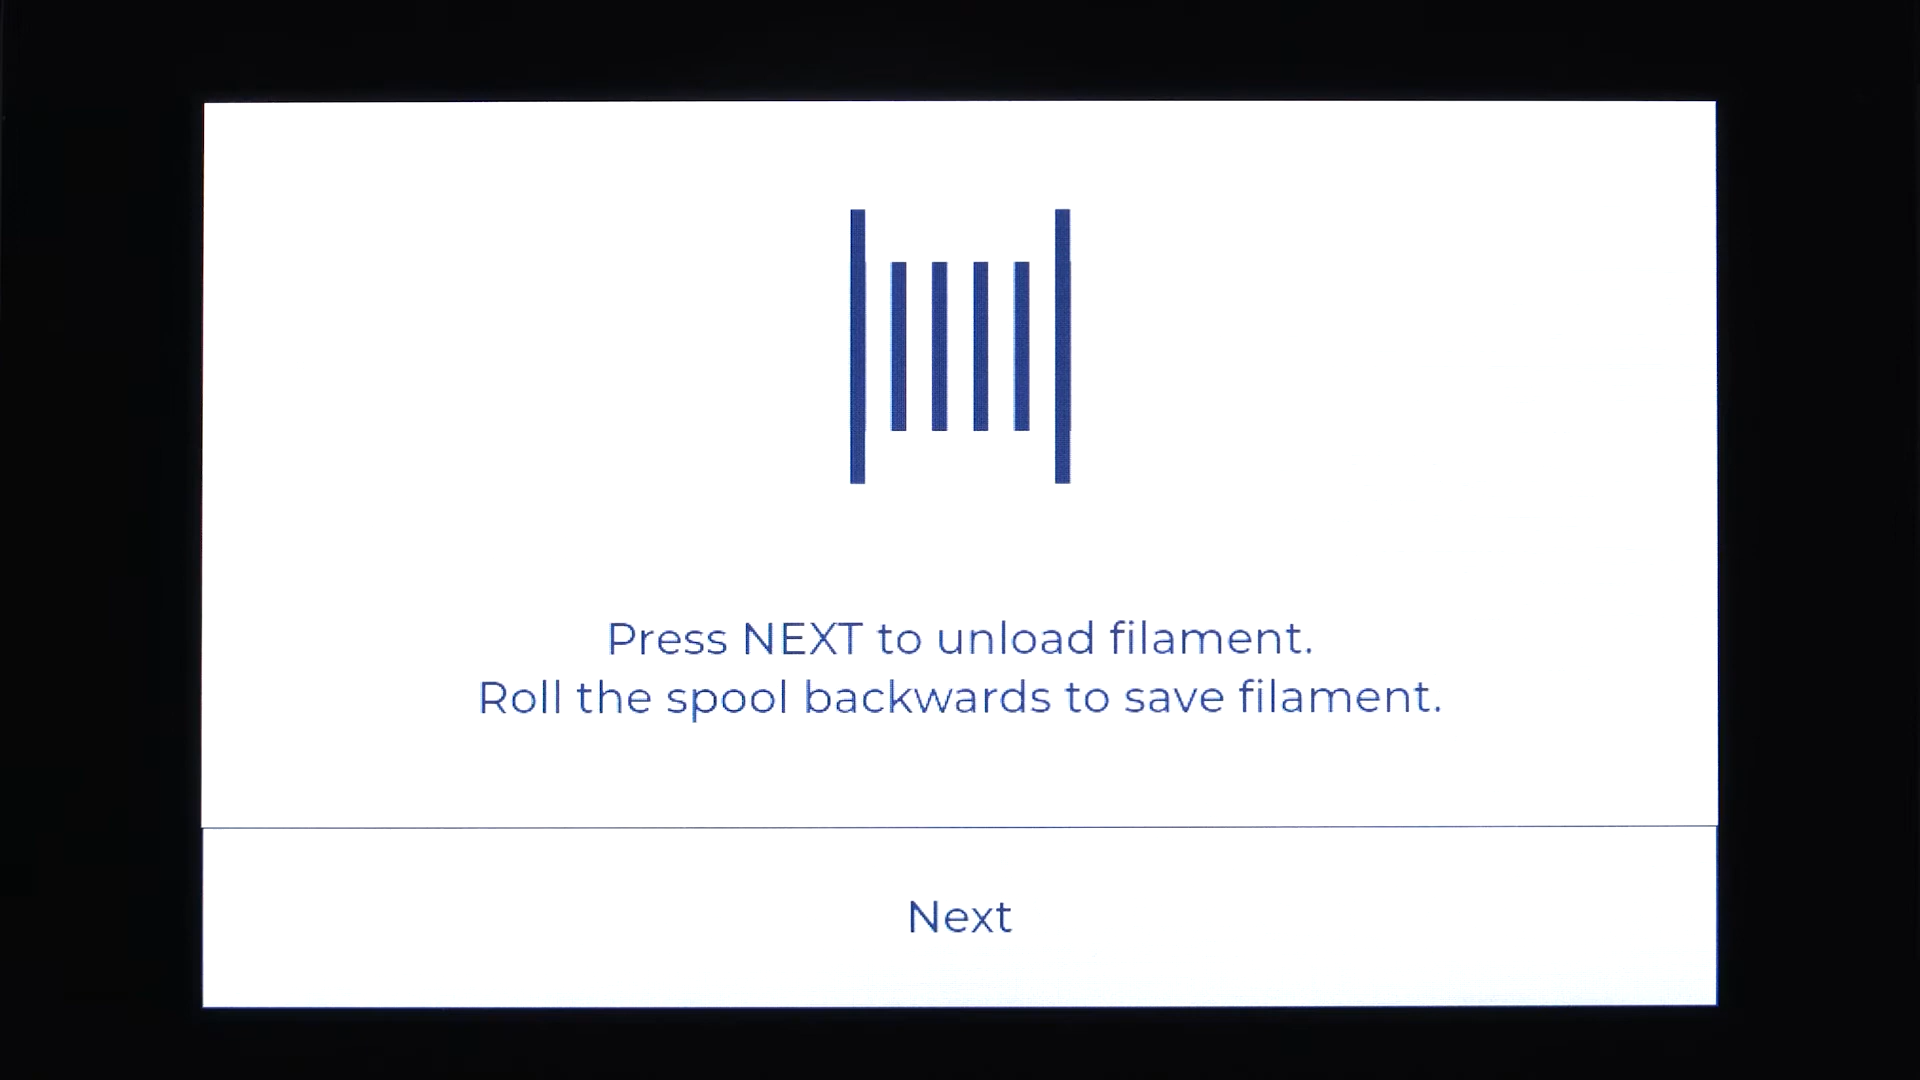 Press NEXT to unload filament.
Roll the spool backwards to save filament.
Next